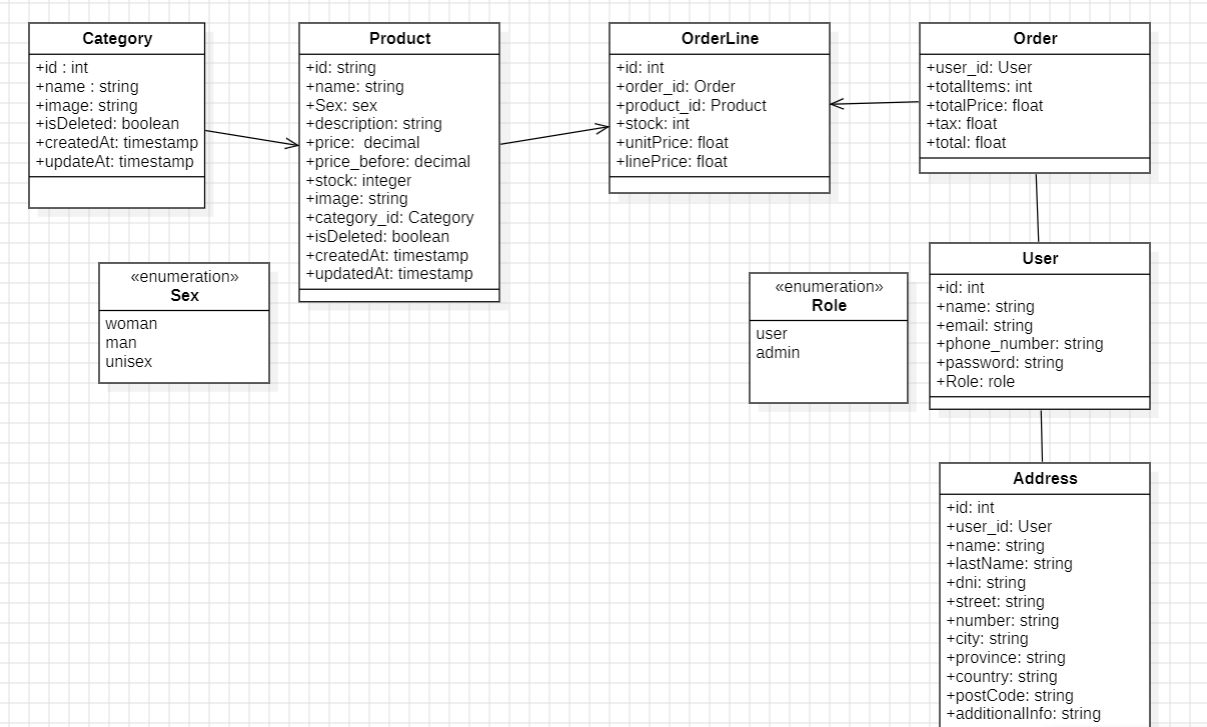 Category
+id : int
+name : string
+image: string
+isDeleted: boolean
+createdAt: timestamp
+updateAt: timestamp
Product
+id: string
+name: string
+Sex: sex
+description: string
+price:  decimal
+price_before: decimal
+stock: integer
+image: string
+category_id: Category
+isDeleted: boolean
+createdAt: timestamp
+updatedAt: timestamp
OrderLine
+id: int
+order_id: Order
+product_id: Product
+stock: int
+unitPrice: float
+linePrice: float
Order
+user_id: User
+totalItems: int
+totalPrice: float
+tax: float
+total: float
«enumeration»
Sex
woman
man
unisex
«enumeration»
Role
user
admin
User
+id: int
+name: string
+email: string
+phone_number: string
+password: string
+Role: role
Address
+id: int
+user_id: User
+name: string
+lastName: string
+dni: string
+street: string
+number: string
+city: string
+province: string
+country: string
+postCode: string
+additionalInfo: string